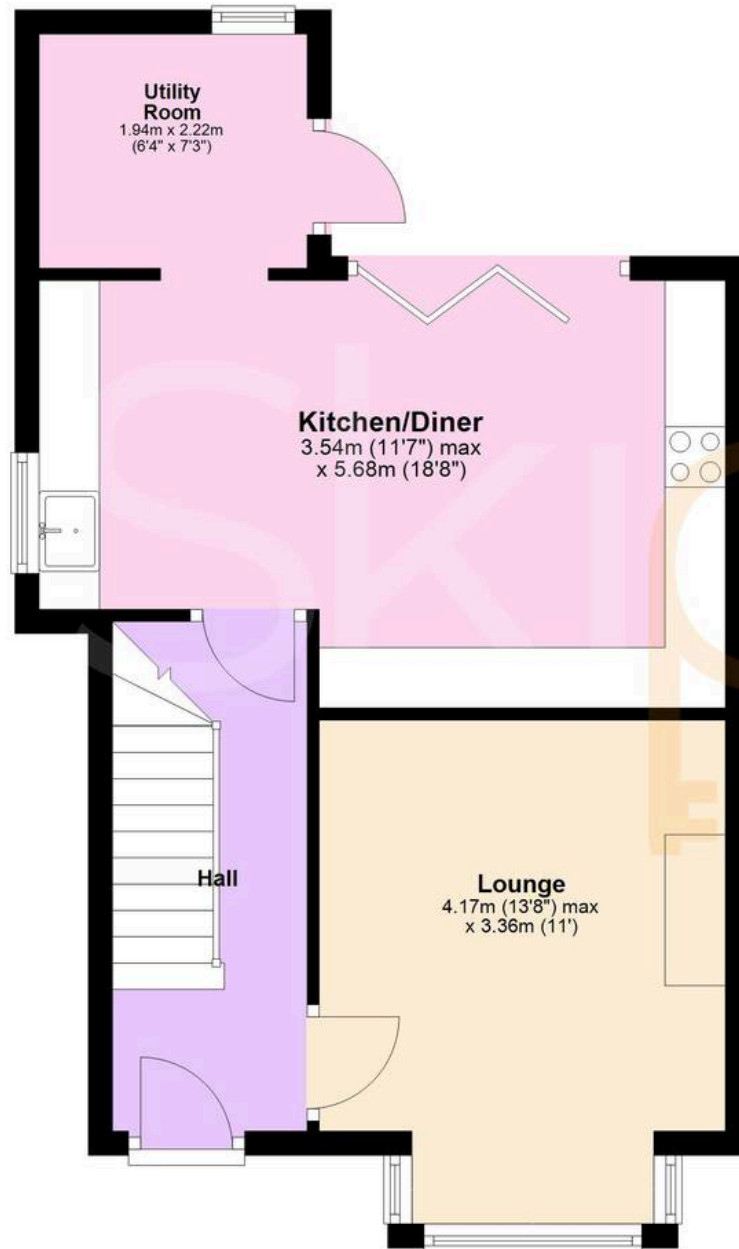 Utility
Room
1.94m x 2.22m
(6'4" x 7'3")
Kitchen/Diner
3.54m (11'7") max
x 5.68m (18'8")
Hall
Lounge
4.17m (13'8") max
x 3.36m (11')